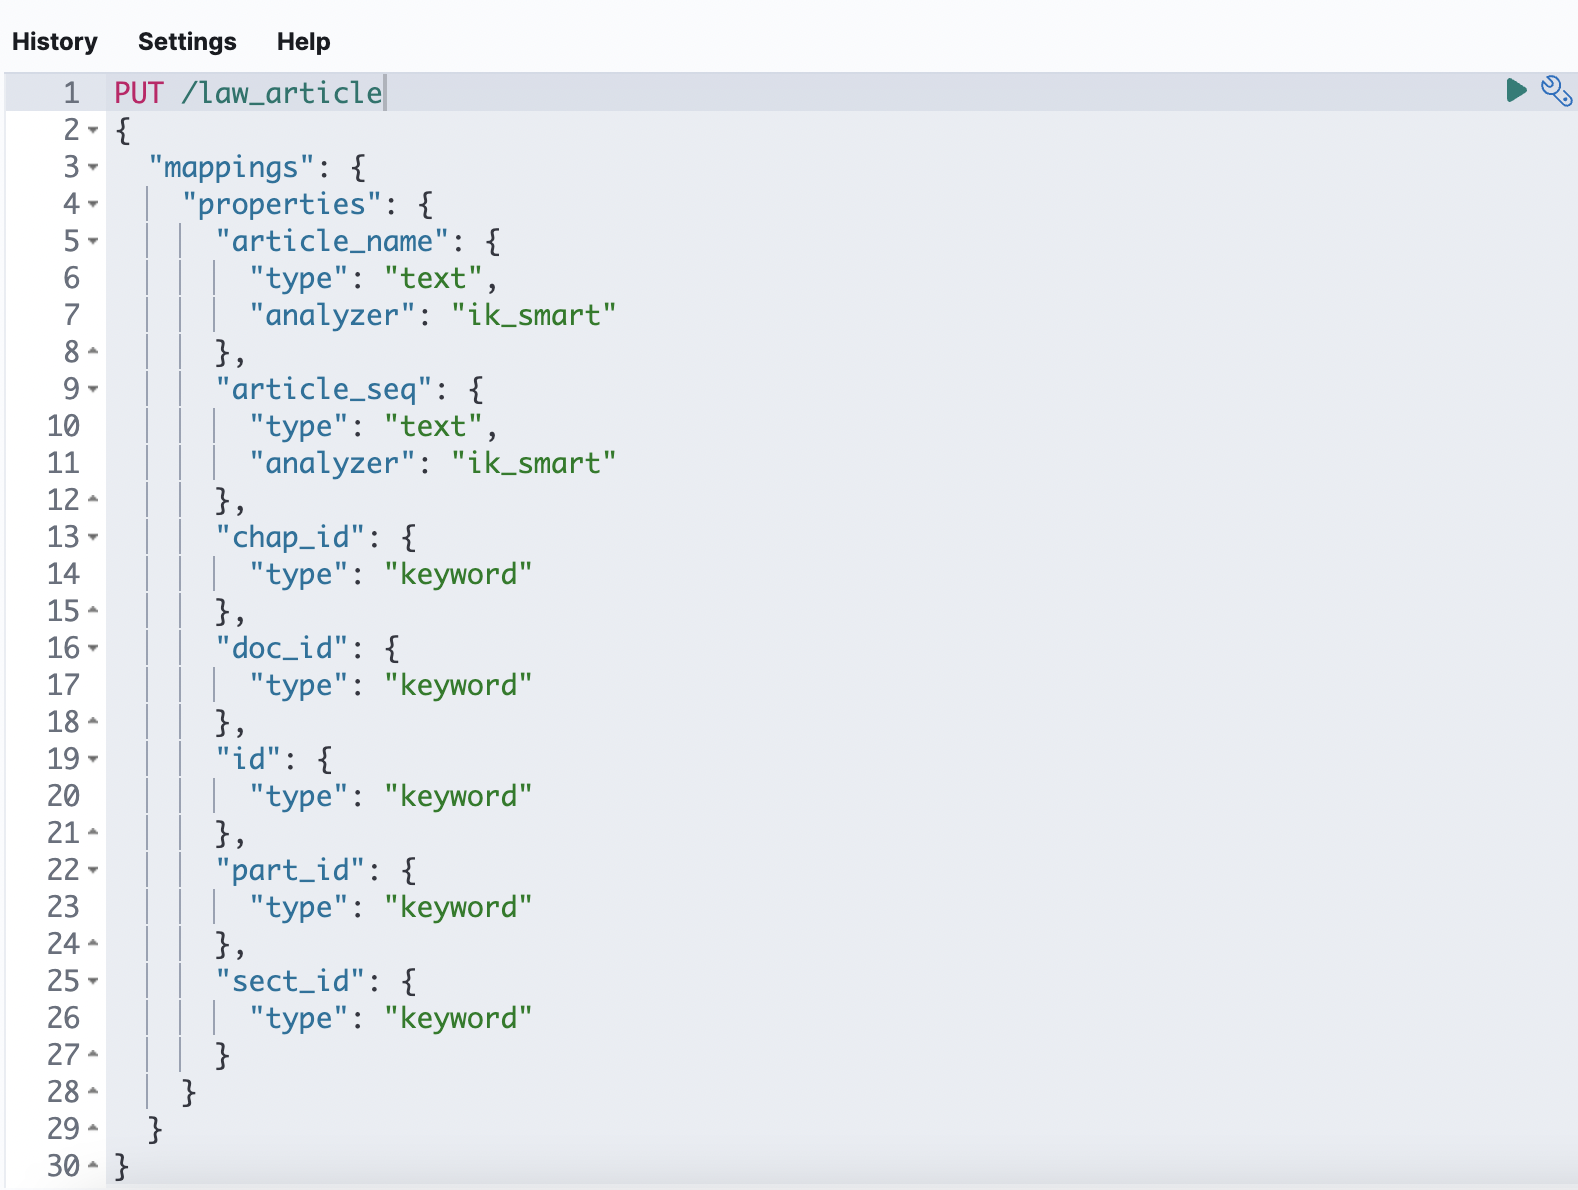 History Settings Help
1 PUT /law_article
2 {
3 "mappings": {
4 "properties": {
5 "article_name": {
6 "type": "text",
7 "analyzer": "ik_smart"
8 },
9 "article_seq": {
10 "type": "text",
11 "analyzer": "ik_smart"
12 },
13 "chap_id": {
14 "type": "keyword"
15 },
16 "doc_id": {
17 "type": "keyword"
18 },
19 "id": {
20 "type": "keyword"
21 },
22 "part_id": {
23 "type": "keyword"
24 },
25 "sect_id": {
26 "type": "keyword"
27 }
28 }
29 }
30 }